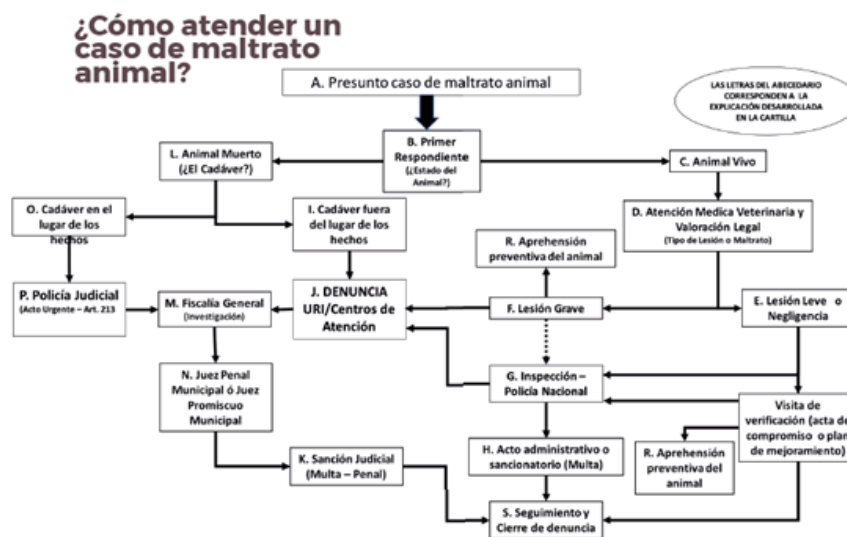 ¿Cómo atender un
caso de maltrato
animal?
A. Presunto caso de maltrato animal
LAS LETRAS DEL ABECEDARIO
CORRESPONDEN A LA
EXPLICACIÓN DESARROLLADA
EN LA CARTILLA
L. Animal Muerto
(¿El Cadáver?)
B. Primer
Respondiente
(¿Estado del
Animal?)
C. Animal Vivo
O. Cadáver en el
lugar de los
hechos
I. Cadáver fuera
del lugar de los
hechos
D. Atención Medica Veterinaria y
Valoración Legal
(Tipo de Lesión o Maltrato)
R. Aprehensión
preventiva del animal
P. Policía Judicial
(Acto Urgente – Art. 213
M. Fiscalía General
(Investigación)
J. DENUNCIA
URI/Centros de
Atención
F. Lesión Grave
E. Lesión Leve o
Negligencia
N. Juez Penal
Municipal ó Juez
Promiscuo
Municipal
G. Inspección –
Policía Nacional
Visita de
verificación (acta de
compromiso o plan
de mejoramiento)
K. Sanción Judicial
(Multa – Penal)
H. Acto administrativo o
sancionatorio (Multa)
R. Aprehensión
preventiva del
animal
S. Seguimiento y
Cierre de denuncia